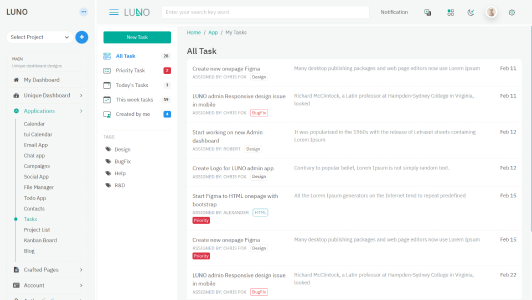 LUNO
Select Project
MAIN
Unique dashboard designs
My Dashboard
Unique Dashboard
Applications
Calendar
tui Calendar
Email App
Chat app
Campaigns
Social App
File Manager
Todo App
Contacts
Tasks
Project List
Kanban Board
Blog
Crafted Pages
Account
LUNO
Enter your search key word
Notification
New Task
All Task
Priority Task
Today's Tasks
This week tasks
Created by me
TAGS
Design
BugFix
Help
R&D
Home / App / My Tasks
All Task
Create new onepage Figma
ASSIGNED BY: CHRIS FOX Design
Many desktop publishing packages and web page editors now use Lorem Ipsum
Feb 11
LUNO admin Responsive design issue
in mobile
ASSIGNED BY: CHRIS FOX BugFix
Richard McClintock, a Latin professor at Hampden-Sydney College in Virginia,
looked
Feb 11
Start working on new Admin
dashboard
ASSIGNED BY: ROBERT Design
It was popularised in the 1960s with the release of Letraset sheets containing
Lorem Ipsum
Feb 12
Create Logo for LUNO admin app
ASSIGNED BY: CHRIS FOX Design
Contrary to popular belief, Lorem Ipsum is not simply random text.
Feb 12
Start Figma to HTML onepage with
bootstrap
ASSIGNED BY: ALEXANDER HTML
Priority
All the Lorem Ipsum generators on the Internet tend to repeat predefined
Feb 15
Create new onepage Figma
ASSIGNED BY: CHRIS FOX Design
Priority
Many desktop publishing packages and web page editors now use Lorem Ipsum
Feb 15
LUNO admin Responsive design issue
in mobile
ASSIGNED BY: CHRIS FOX BugFix
Richard McClintock, a Latin professor at Hampden-Sydney College in Virginia,
looked
Feb 22